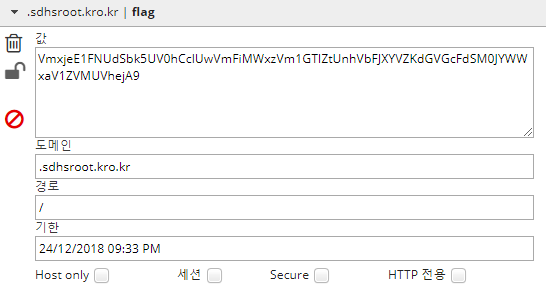 .sdhsroot.kro.kr | flag
값
VmxjeE1FNUdSbk5UV0hCclUwVmFiMWxzVm1GTlZtUnhVbFJXYVZKdGVGcFdSM0JYWW
xaV1ZVMUVhejA9
도메인
.sdhsroot.kro.kr
경로
/
기한
24/12/2018 09:33 PM
Host only 세션 Secure HTTP 전용